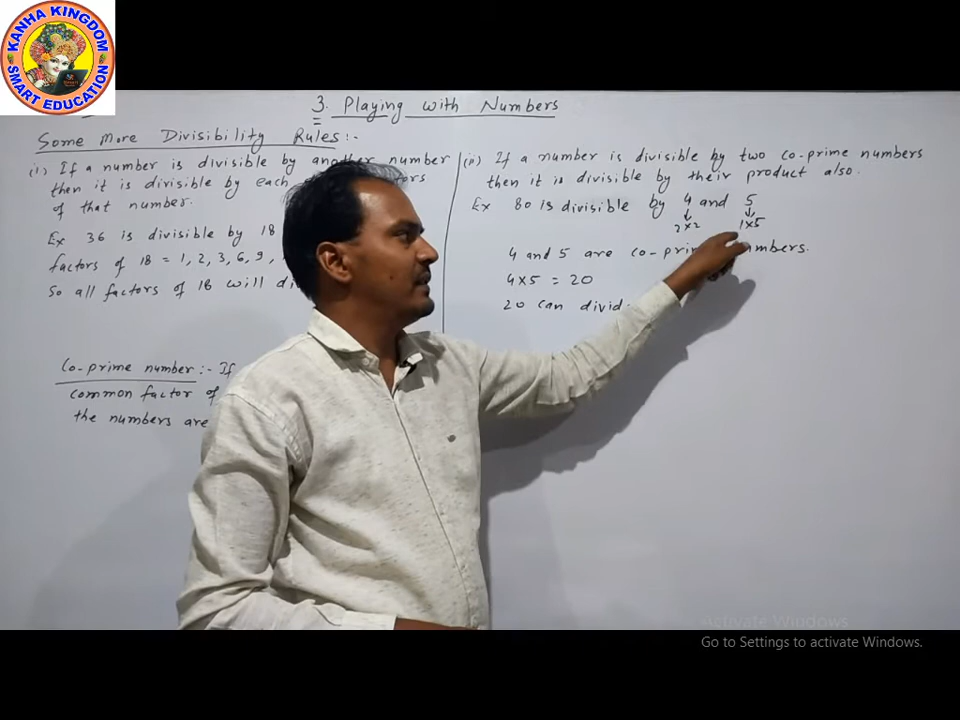 KANHA KINGDOM
SMART EDUCATION
3. Playing with Numbers
Some More Divisibility Rules:-
(i) If a number is divisible by another number
then it is divisible by each
of that number.
Ex 36 is divisible by 18
factors of 18 = 1, 2, 3, 6, 9,
So all factors of 18 will
Co-prime number:- If
common factor of
the numbers are
(ii) If a number is divisible by two co-prime numbers
then it is divisible by their product also.
Ex 80 is divisible by 4 and 5
2×2 1×5
4 and 5 are co-prime numbers.
4×5 = 20
20 can
Activate Windows
Go to Settings to activate Windows.